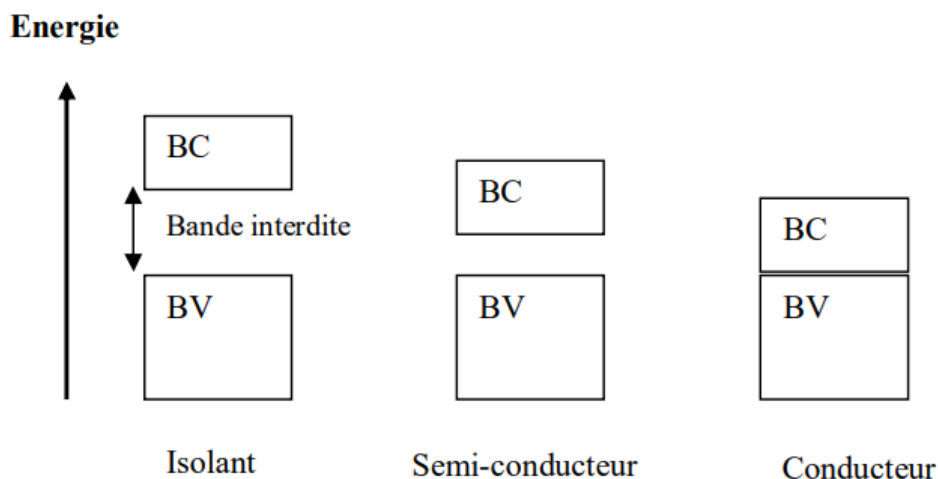 Energie
BC
BC
Bande interdite
BC
BV
BV
BV
Isolant
Semi-conducteur
Conducteur